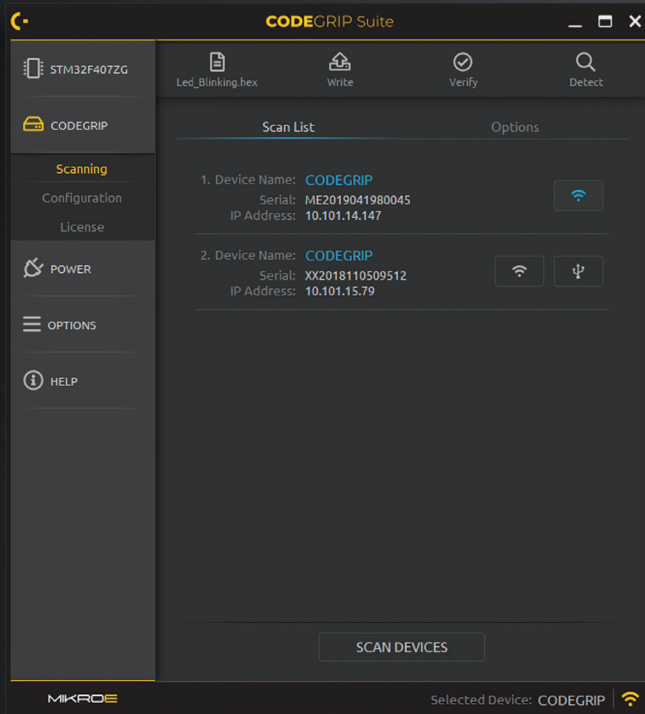 CODEGRIP Suite
STM32F407ZG
CODEGRIP
Scanning
Configuration
License
POWER
OPTIONS
HELP
Led_Blinking.hex
Write
Verify
Detect
Scan List
Options
1. Device Name: CODEGRIP
Serial: ME2019041980045
IP Address: 10.101.14.147
2. Device Name: CODEGRIP
Serial: XX2018110509512
IP Address: 10.101.15.79
SCAN DEVICES
MIKROE
Selected Device: CODEGRIP